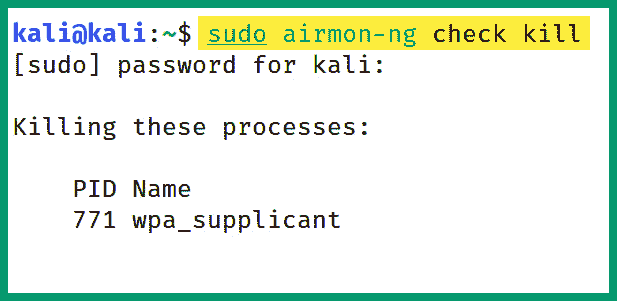 kali@kali:~$ sudo airmon-ng check kill
[sudo] password for kali:
Killing these processes:
PID Name
771 wpa_supplicant